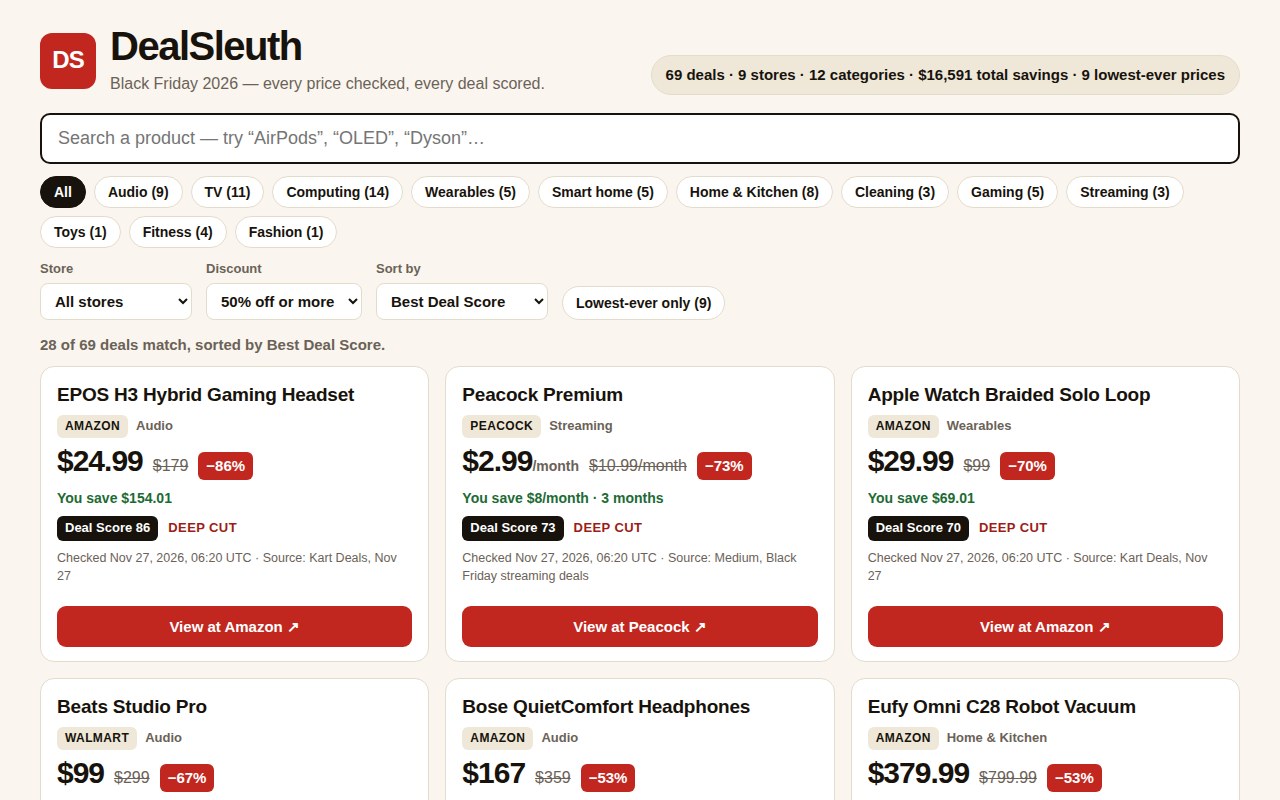 DS
DealSleuth
Black Friday 2026 — every price checked, every deal scored.
69 deals · 9 stores · 12 categories · $16,591 total savings · 9 lowest-ever prices
Search a product — try “AirPods”, “OLED”, “Dyson”…
All Audio (9) TV (11) Computing (14) Wearables (5) Smart home (5) Home & Kitchen (8) Cleaning (3) Gaming (5) Streaming (3)
Toys (1) Fitness (4) Fashion (1)
Store Discount Sort by
All stores 50% off or more Best Deal Score Lowest-ever only (9)
28 of 69 deals match, sorted by Best Deal Score.
EPOS H3 Hybrid Gaming Headset
AMAZON Audio
$24.99 $179 −86%
You save $154.01
Deal Score 86 DEEP CUT
Checked Nov 27, 2026, 06:20 UTC · Source: Kart Deals, Nov
27
View at Amazon ↗
Peacock Premium
PEACOCK Streaming
$2.99/month $10.99/month −73%
You save $8/month · 3 months
Deal Score 73 DEEP CUT
Checked Nov 27, 2026, 06:20 UTC · Source: Medium, Black
Friday streaming deals
View at Peacock ↗
Apple Watch Braided Solo Loop
AMAZON Wearables
$29.99 $99 −70%
You save $69.01
Deal Score 70 DEEP CUT
Checked Nov 27, 2026, 06:20 UTC · Source: Kart Deals, Nov
27
View at Amazon ↗
Beats Studio Pro
WALMART Audio
$99 $299 −67%
Bose QuietComfort Headphones
AMAZON Audio
$167 $359 −53%
Eufy Omni C28 Robot Vacuum
AMAZON Home & Kitchen
$379.99 $799.99 −53%